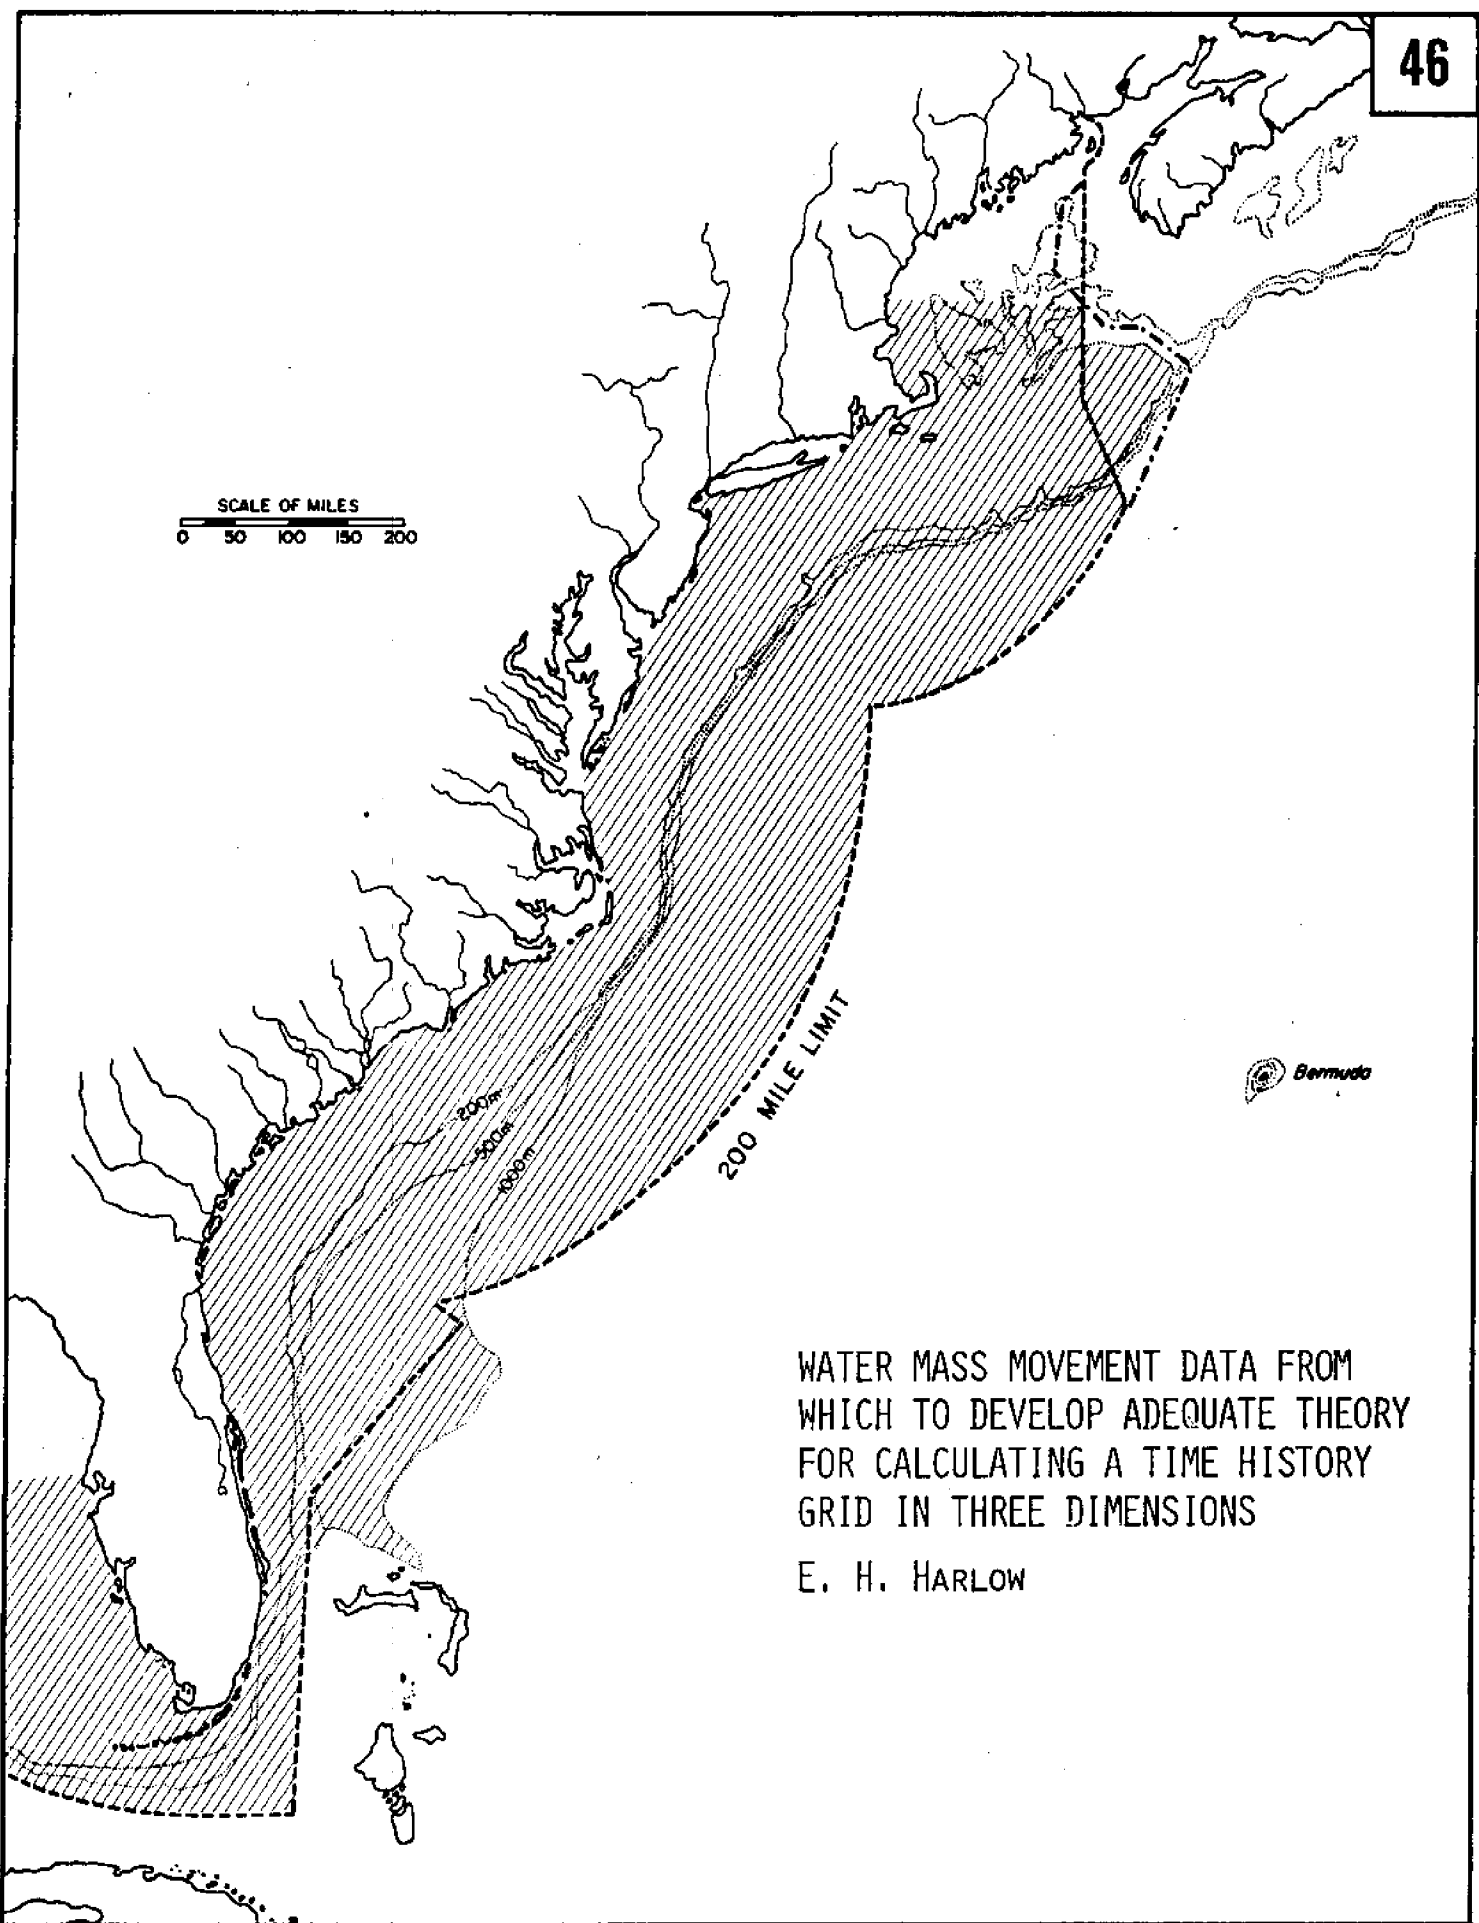 46
SCALE OF MILES
0 50 100 150 200
200 MILE LIMIT
Bermuda
200m
500m
1000m
WATER MASS MOVEMENT DATA FROM
WHICH TO DEVELOP ADEQUATE THEORY
FOR CALCULATING A TIME HISTORY
GRID IN THREE DIMENSIONS
E. H. HARLOW